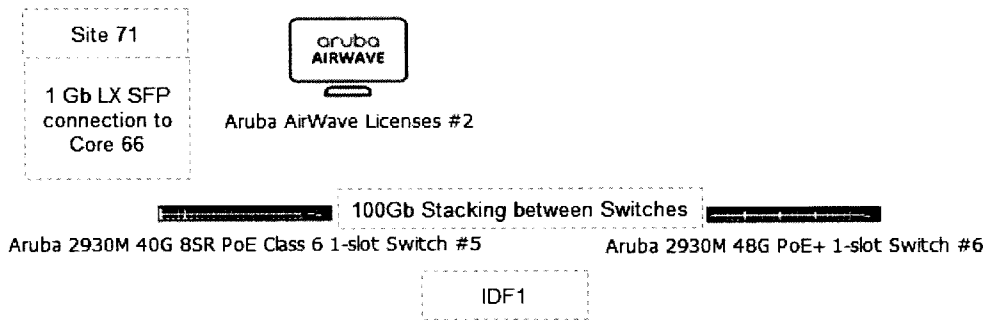 Site 71
1 Gb LX SFP
connection to
Core 66
aruba
AIRWAVE
Aruba AirWave Licenses #2
100Gb Stacking between Switches
Aruba 2930M 40G 8SR PoE Class 6 1-slot Switch #5
Aruba 2930M 48G PoE+ 1-slot Switch #6
IDF1